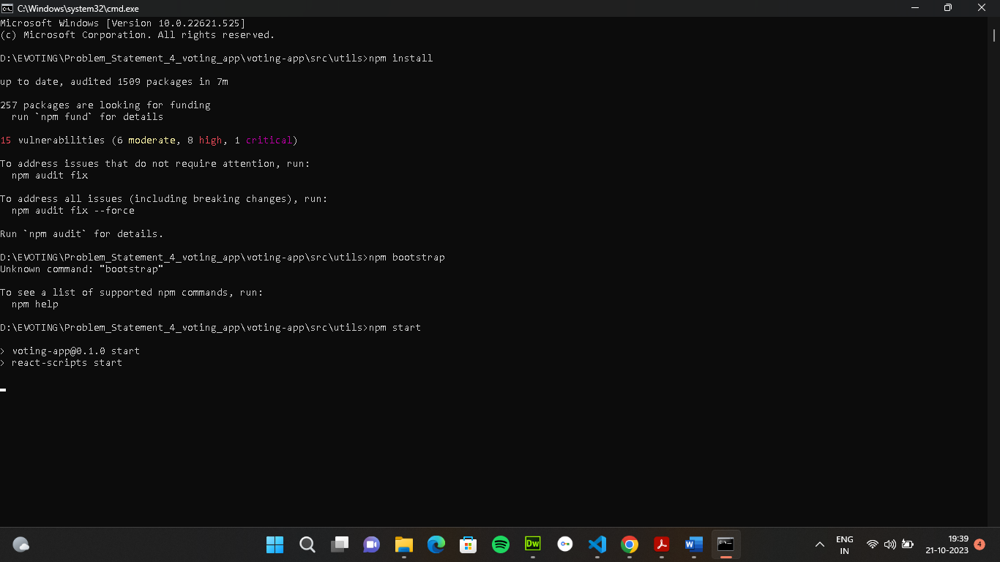 C:\Windows\system32\cmd.exe
Microsoft Windows [Version 10.0.22621.525]
(c) Microsoft Corporation. All rights reserved.
D:\EVOTING\Problem_Statement_4_voting_app\voting-app\src\utils>npm install
up to date, audited 1509 packages in 7m
257 packages are looking for funding
  run `npm fund` for details
15 vulnerabilities (6 moderate, 8 high, 1 critical)
To address issues that do not require attention, run:
  npm audit fix
To address all issues (including breaking changes), run:
  npm audit fix --force
Run `npm audit` for details.
D:\EVOTING\Problem_Statement_4_voting_app\voting-app\src\utils>npm bootstrap
Unknown command: "bootstrap"
To see a list of supported npm commands, run:
  npm help
D:\EVOTING\Problem_Statement_4_voting_app\voting-app\src\utils>npm start
> voting-app@0.1.0 start
> react-scripts start
Dw
W
ENG
IN
19:39
21-10-2023
4